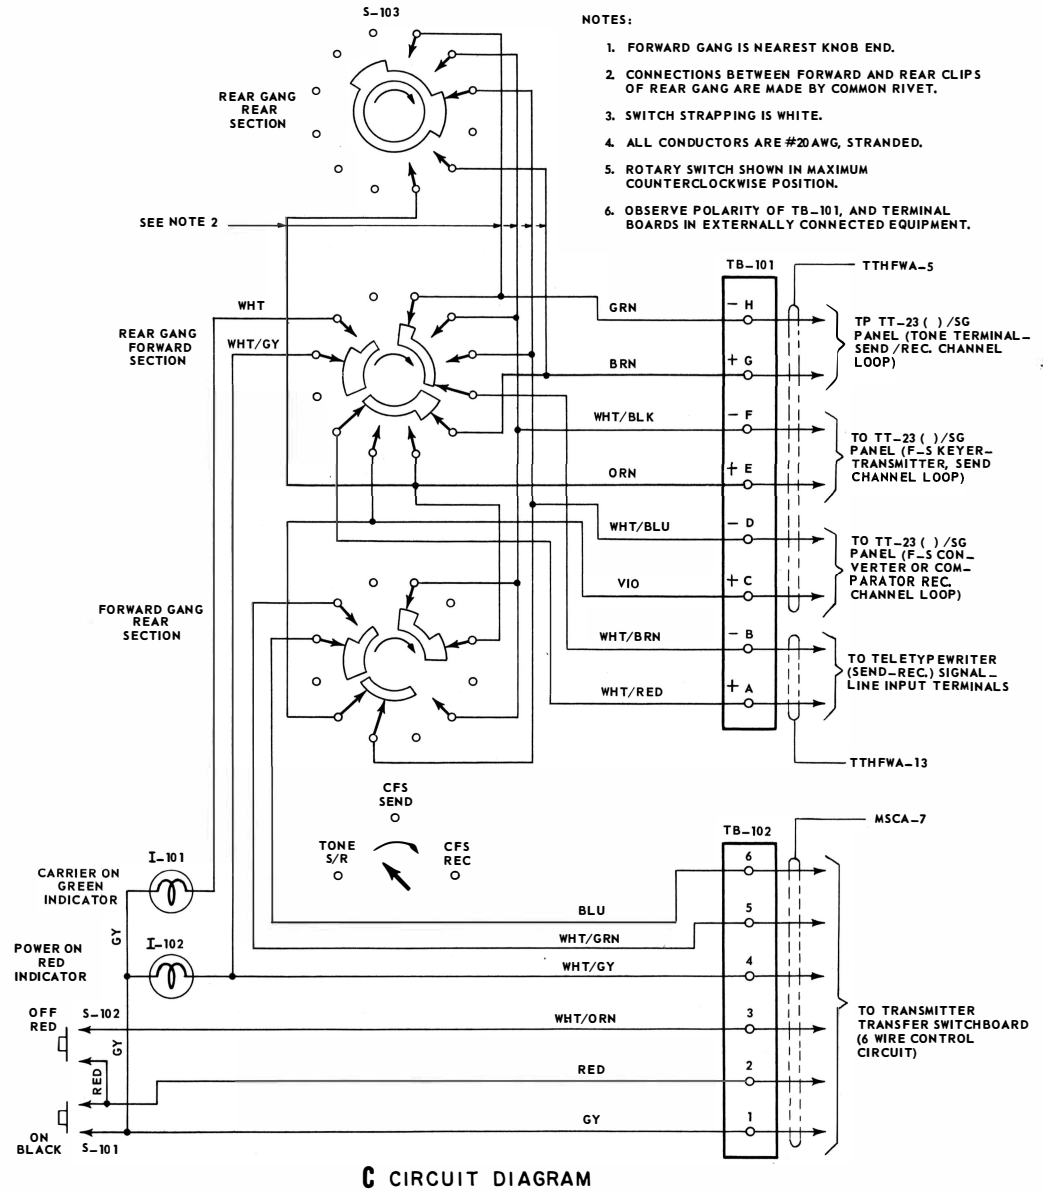 S-103
NOTES:
1. FORWARD GANG IS NEAREST KNOB END.
2. CONNECTIONS BETWEEN FORWARD AND REAR CLIPS
OF REAR GANG ARE MADE BY COMMON RIVET.
3. SWITCH STRAPPING IS WHITE.
4. ALL CONDUCTORS ARE #20 AWG, STRANDED.
5. ROTARY SWITCH SHOWN IN MAXIMUM
COUNTERCLOCKWISE POSITION.
6. OBSERVE POLARITY OF TB-101, AND TERMINAL
BOARDS IN EXTERNALLY CONNECTED EQUIPMENT.
REAR GANG
REAR
SECTION
SEE NOTE 2
TB-101
TTHFWA-5
WHT
REAR GANG
FORWARD
SECTION
WHT/GY
GRN
- H
TP TT-23 ( ) /SG
PANEL (TONE TERMINAL-
SEND /REC. CHANNEL
LOOP)
BRN
+ G
WHT/BLK
- F
TO TT-23 ( ) /SG
PANEL (F-S KEYER-
TRANSMITTER, SEND
CHANNEL LOOP)
ORN
+ E
WHT/BLU
- D
TO TT-23 ( ) /SG
PANEL (F-S CON-
VERTER OR COM-
PARATOR REC.
CHANNEL LOOP)
VIO
+ C
FORWARD GANG
REAR
SECTION
WHT/BRN
- B
TO TELETYPEWRITER
(SEND-REC.) SIGNAL-
LINE INPUT TERMINALS
WHT/RED
+ A
TTHFWA-13
CFS
SEND
TONE
S/R
CFS
REC
TB-102
MSCA-7
I-101
CARRIER ON
GREEN
INDICATOR
6
BLU
5
WHT/GRN
GY
I-102
POWER ON
RED
INDICATOR
WHT/GY
4
OFF
RED
S-102
WHT/ORN
3
TO TRANSMITTER
TRANSFER SWITCHBOARD
(6 WIRE CONTROL
CIRCUIT)
GY
RED
RED
2
GY
1
ON
BLACK
S-101
C CIRCUIT DIAGRAM